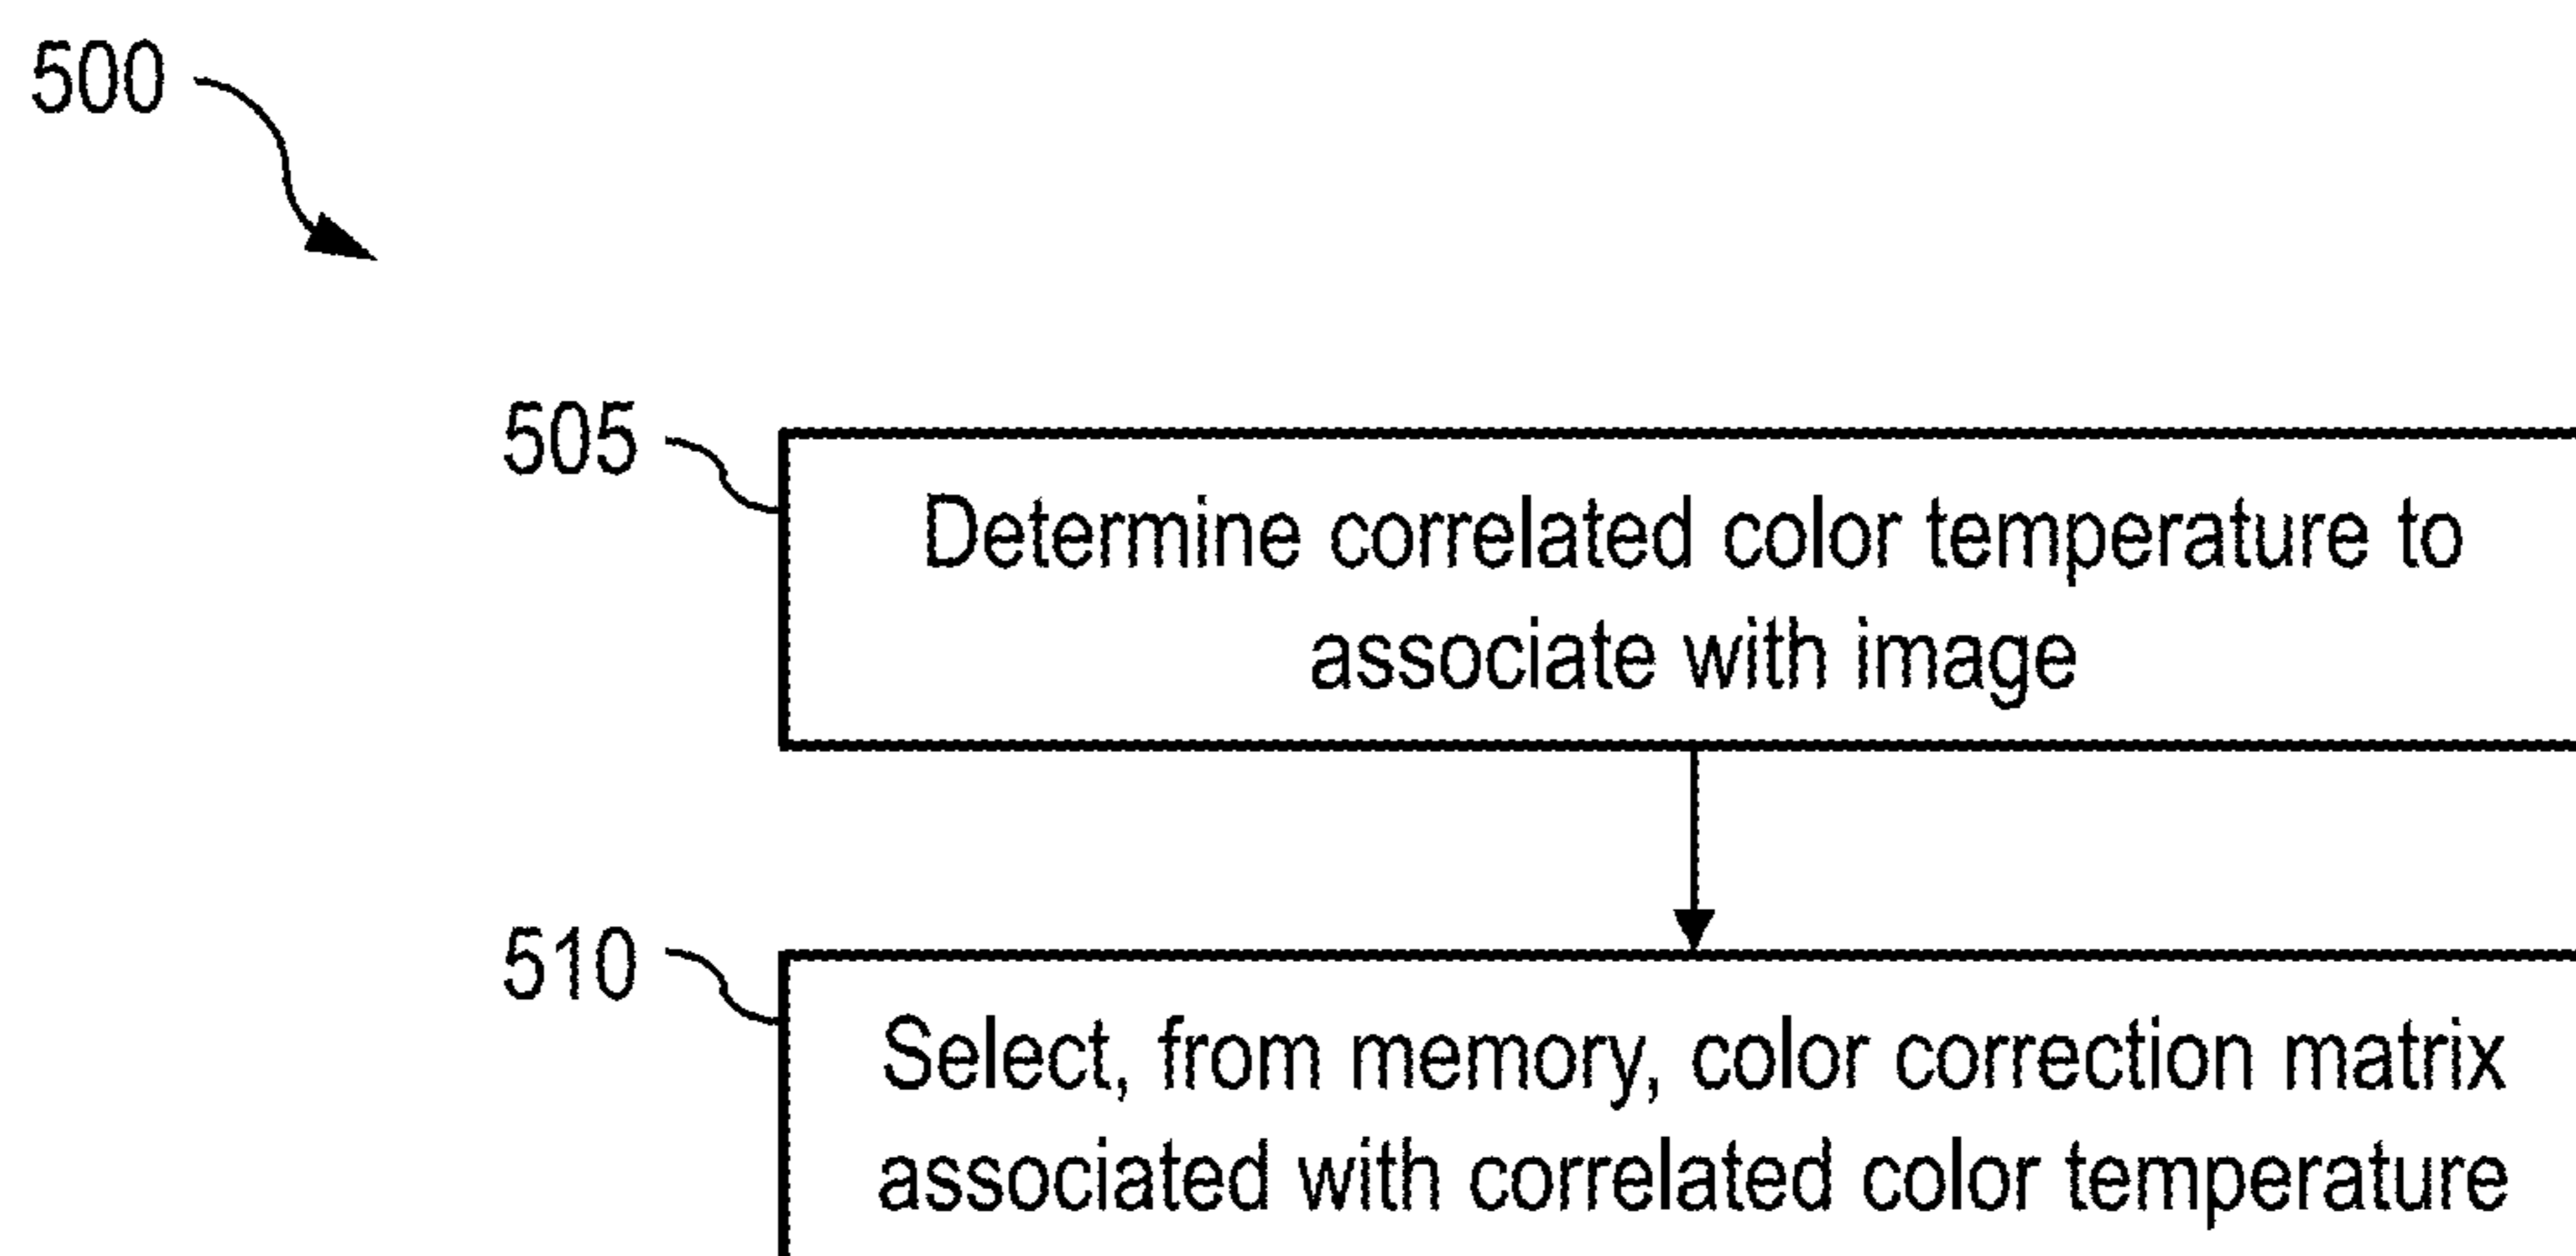 500
505
Determine correlated color temperature to
associate with image
510
Select, from memory, color correction matrix
associated with correlated color temperature